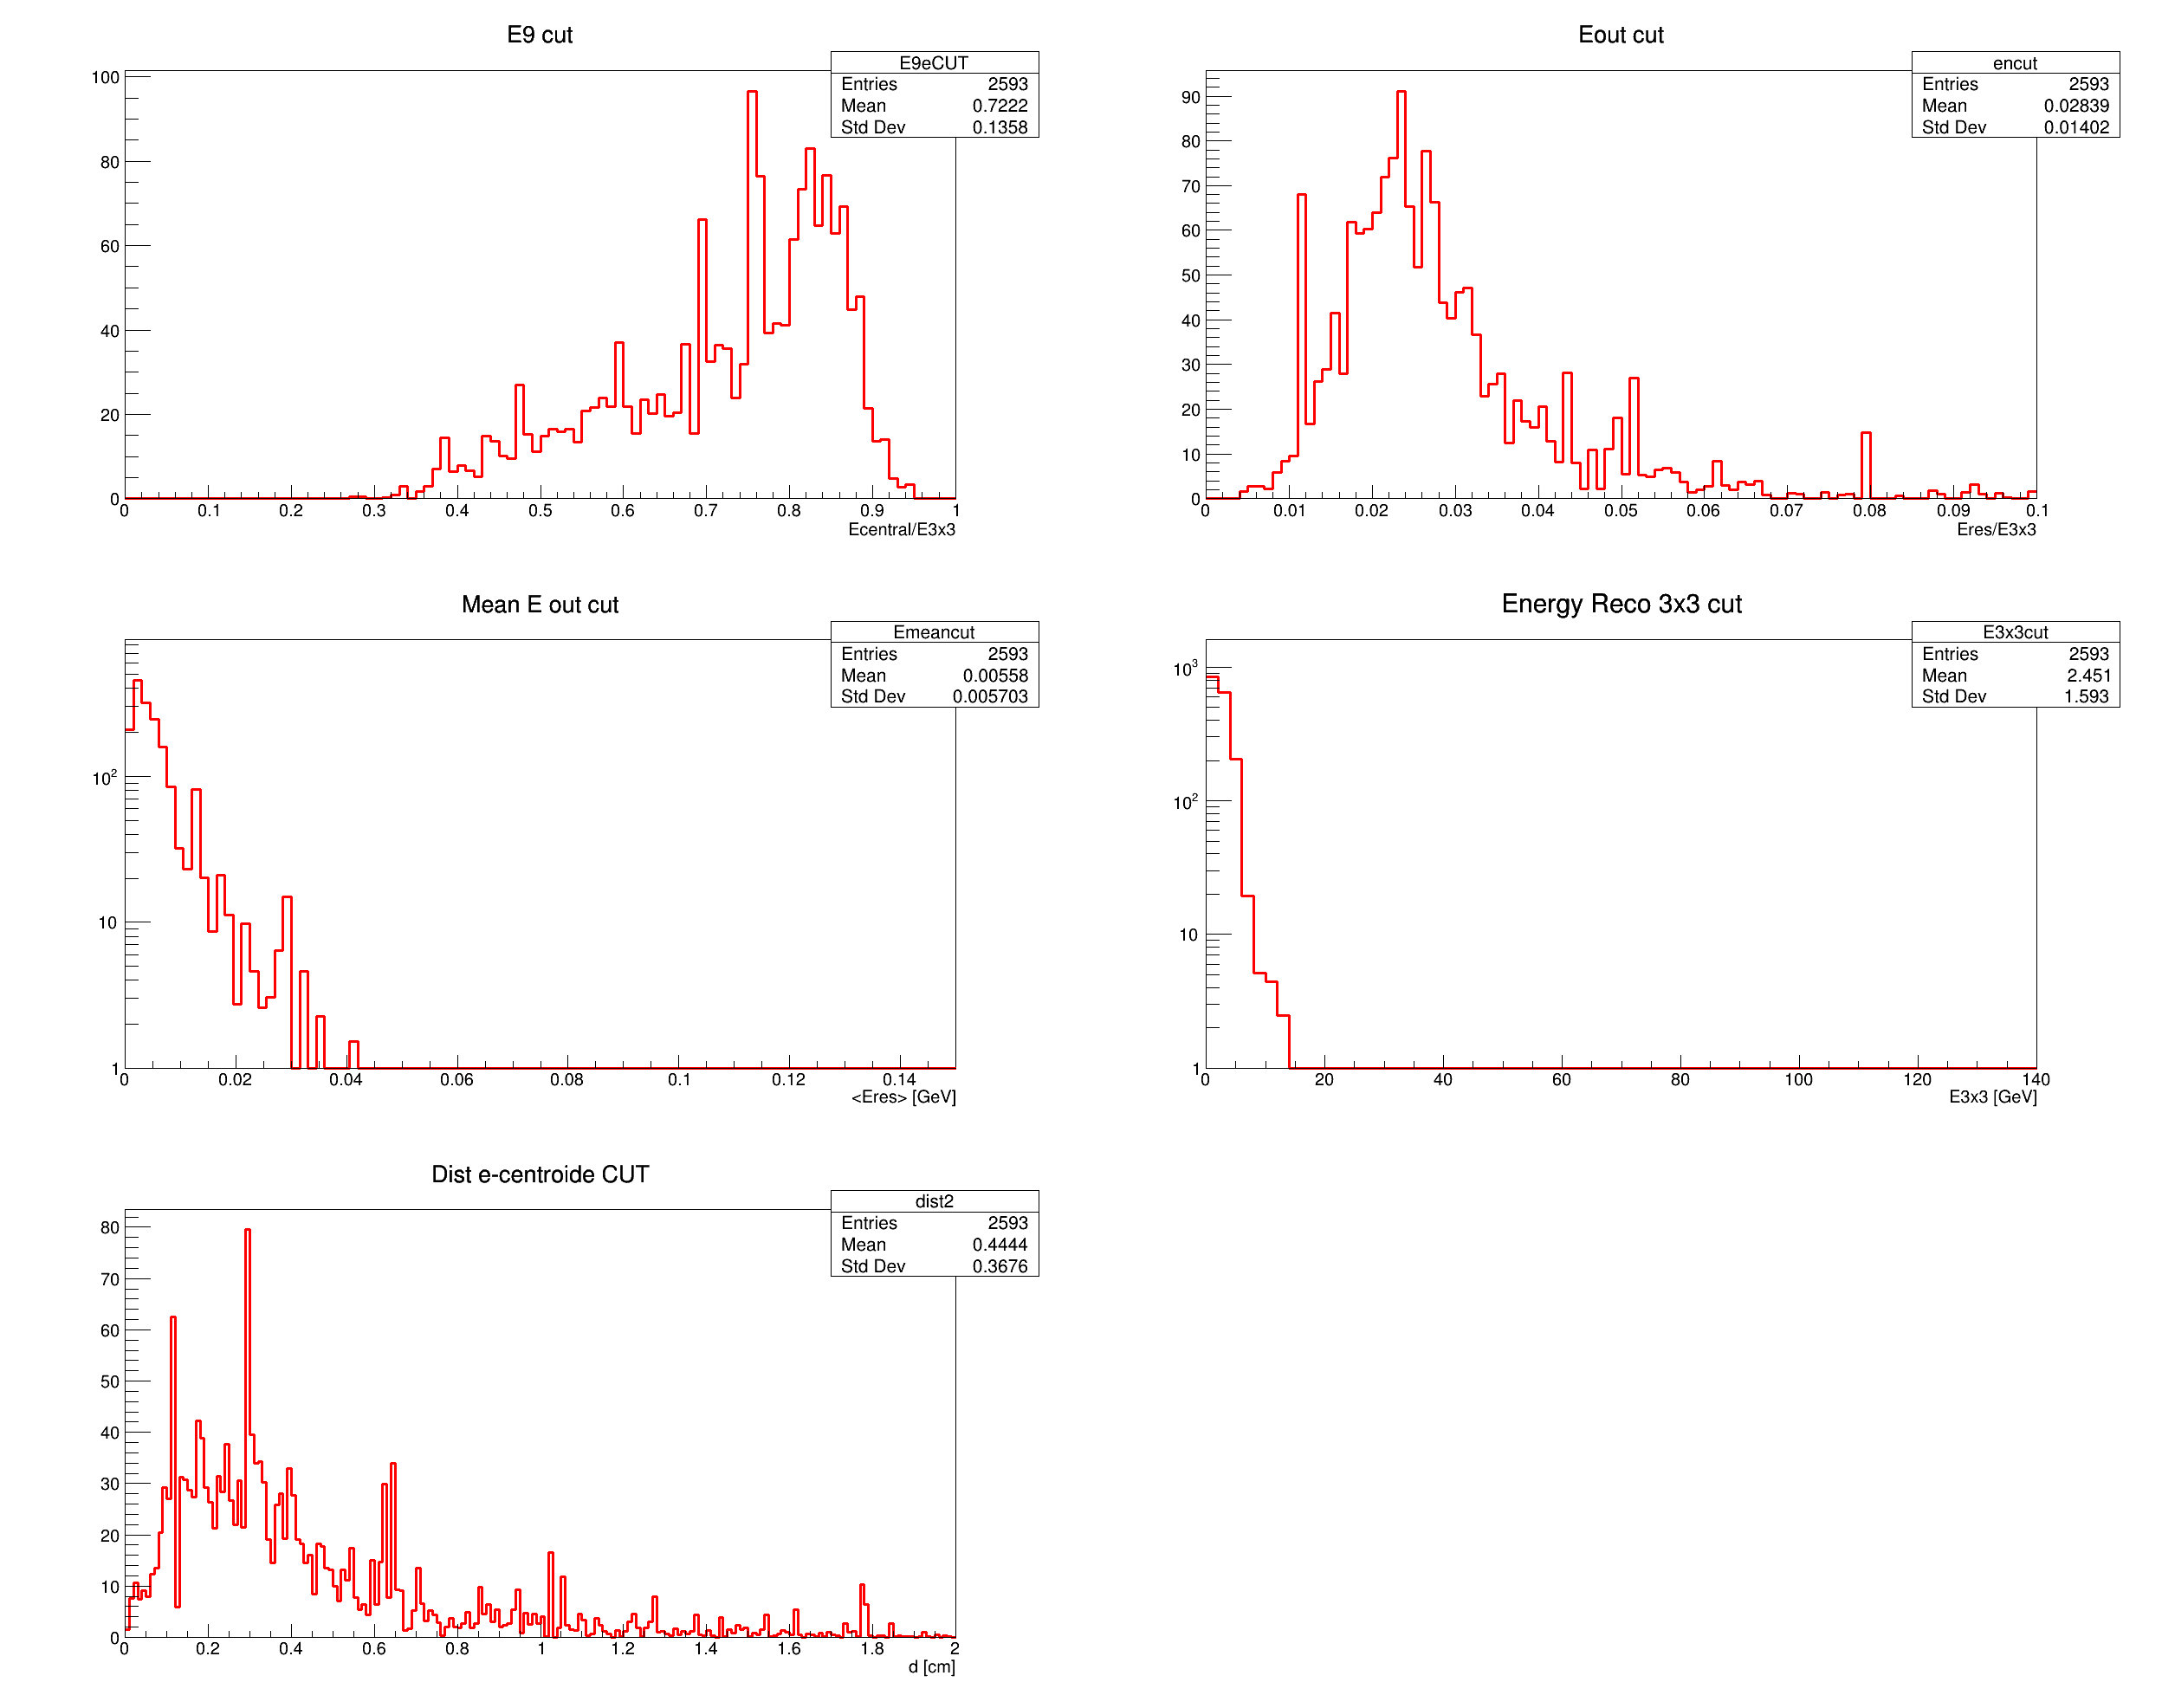 E9 cut
E9eCUT
Entries 2593
Mean 0.7222
Std Dev 0.1358
100
80
60
40
20
0
0 0.1 0.2 0.3 0.4 0.5 0.6 0.7 0.8 0.9 1
Ecentral/E3x3
Eout cut
encut
Entries 2593
Mean 0.02839
Std Dev 0.01402
90
80
70
60
50
40
30
20
10
0
0 0.01 0.02 0.03 0.04 0.05 0.06 0.07 0.08 0.09 0.1
Eres/E3x3
Mean E out cut
Emeancut
Entries 2593
Mean 0.00558
Std Dev 0.005703
10²
10
1
0 0.02 0.04 0.06 0.08 0.1 0.12 0.14
<Eres> [GeV]
Energy Reco 3x3 cut
E3x3cut
Entries 2593
Mean 2.451
Std Dev 1.593
10³
10²
10
1
0 20 40 60 80 100 120 140
E3x3 [GeV]
Dist e-centroide CUT
dist2
Entries 2593
Mean 0.4444
Std Dev 0.3676
80
70
60
50
40
30
20
10
0
0 0.2 0.4 0.6 0.8 1 1.2 1.4 1.6 1.8 2
d [cm]